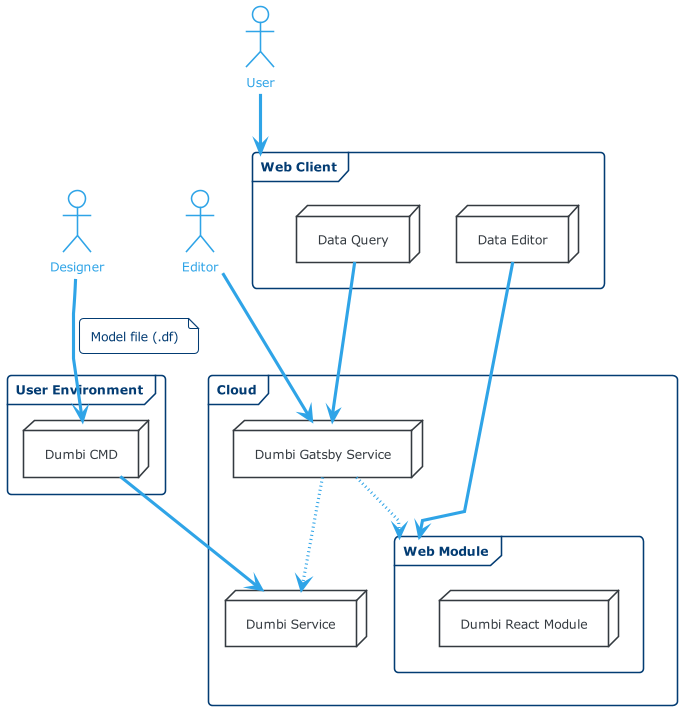 User
Web Client
Data Query
Data Editor
Designer
Editor
Model file (.df)
User Environment
Dumbi CMD
Cloud
Dumbi Gatsby Service
Web Module
Dumbi Service
Dumbi React Module